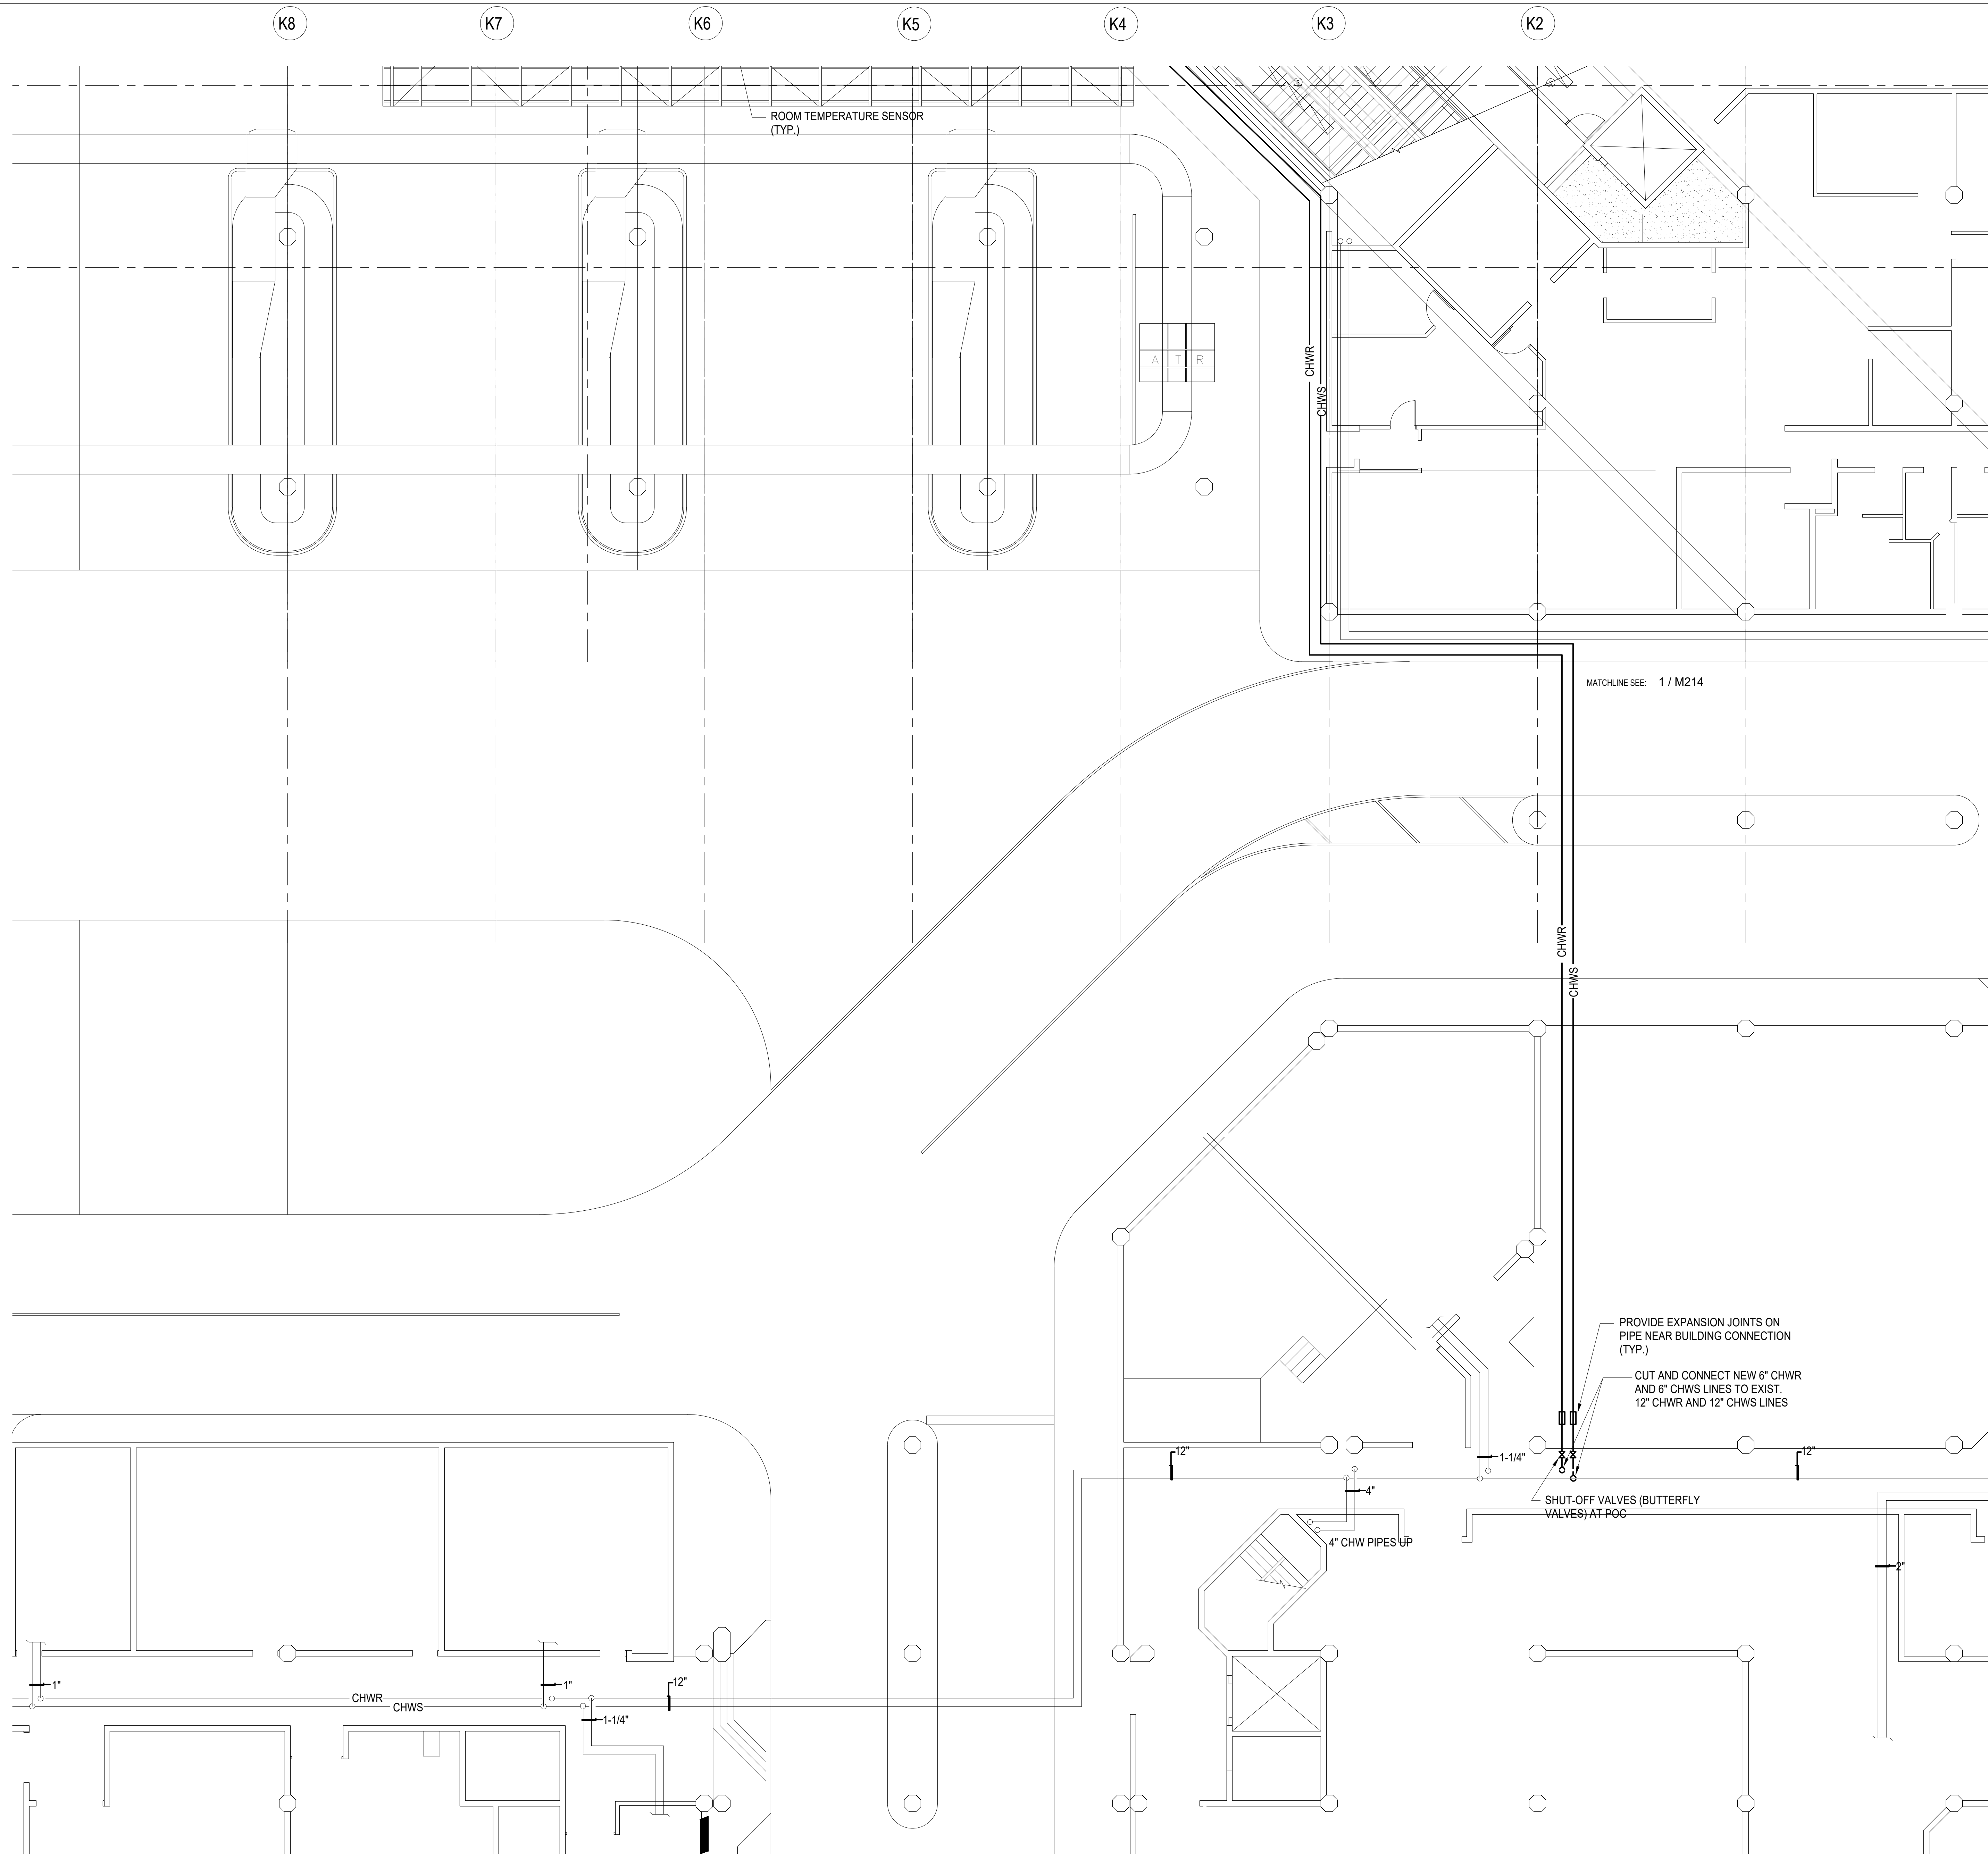 K8
K7
K6
K5
K4
K3
K2
ROOM TEMPERATURE SENSOR
(TYP.)
A T R
CHWR
CHWS
MATCHLINE SEE: 1 / M214
CHWR
CHWS
PROVIDE EXPANSION JOINTS ON
PIPE NEAR BUILDING CONNECTION
(TYP.)
CUT AND CONNECT NEW 6" CHWR
AND 6" CHWS LINES TO EXIST.
12" CHWR AND 12" CHWS LINES
12"
1-1/4"
12"
4"
SHUT-OFF VALVES (BUTTERFLY
VALVES) AT POC
4" CHW PIPES UP
2"
1"
1"
12"
CHWR
CHWS
1-1/4"